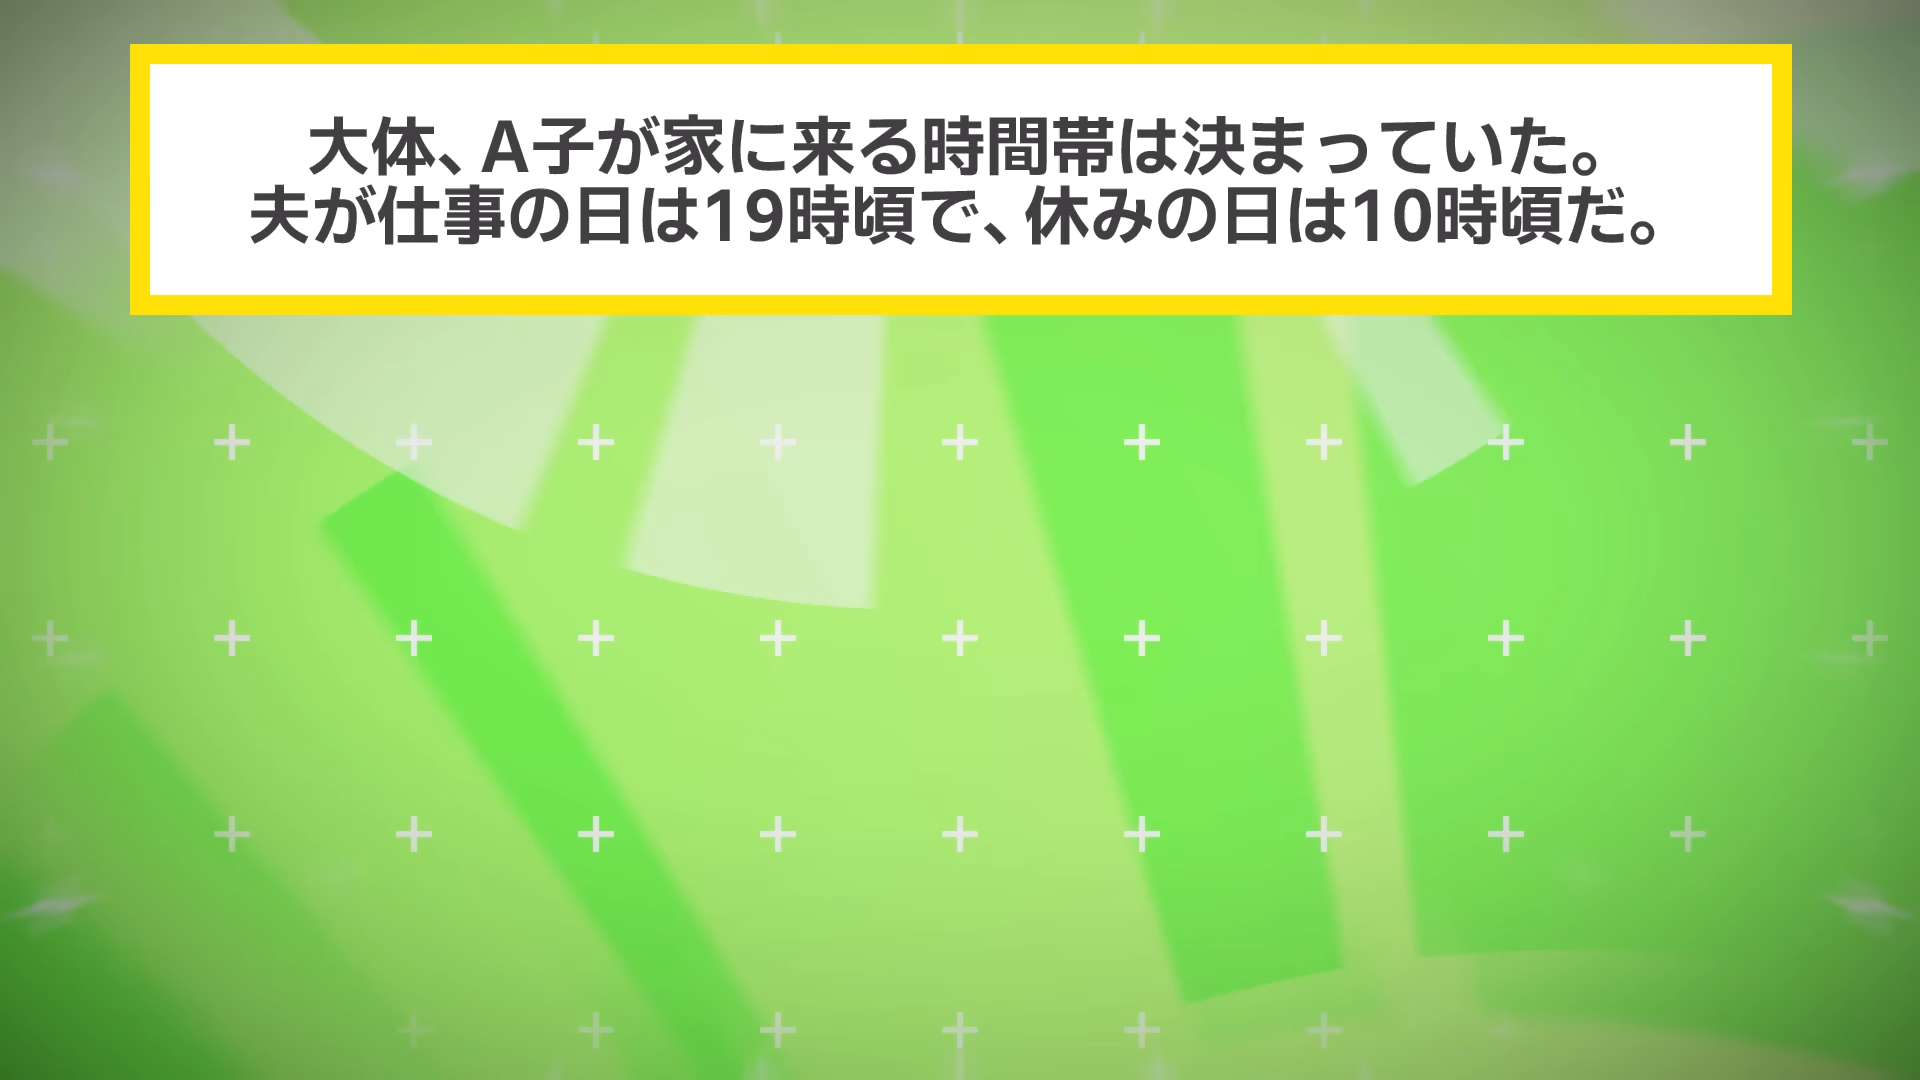 大体、A子が家に来る時間帯は決まっていた。
夫が仕事の日は19時頃で、休みの日は10時頃だ。